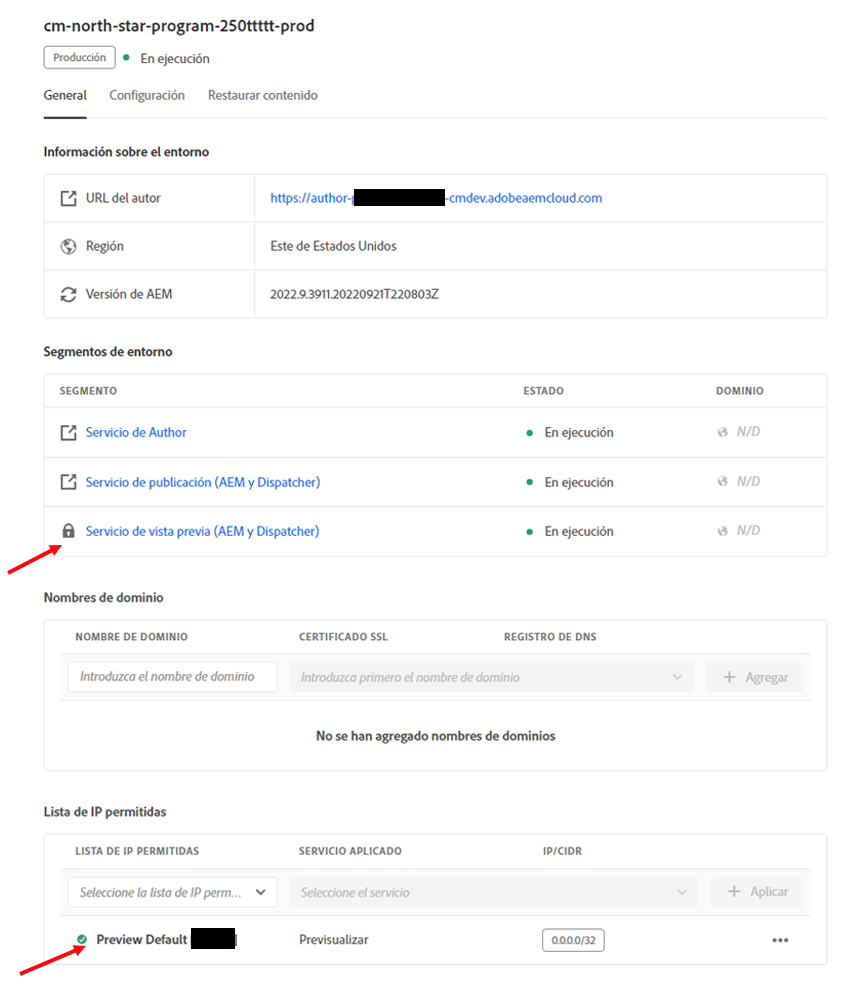 cm-north-star-program-250ttttt-prod
Producción En ejecución
General Configuración Restaurar contenido
Información sobre el entorno
URL del autor https://author- -cmdev.adobeaemcloud.com
Región Este de Estados Unidos
Versión de AEM 2022.9.3911.20220921T220803Z
Segmentos de entorno
SEGMENTO ESTADO DOMINIO
Servicio de Author En ejecución N/D
Servicio de publicación (AEM y Dispatcher) En ejecución N/D
Servicio de vista previa (AEM y Dispatcher) En ejecución N/D
Nombres de dominio
NOMBRE DE DOMINIO CERTIFICADO SSL REGISTRO DE DNS
Introduzca el nombre de dominio Introduzca primero el nombre de dominio + Agregar
No se han agregado nombres de dominios
Lista de IP permitidas
LISTA DE IP PERMITIDAS SERVICIO APLICADO IP/CIDR
Seleccione la lista de IP perm... Seleccione el servicio + Aplicar
Preview Default Previsualizar 0.0.0.0/32 •••